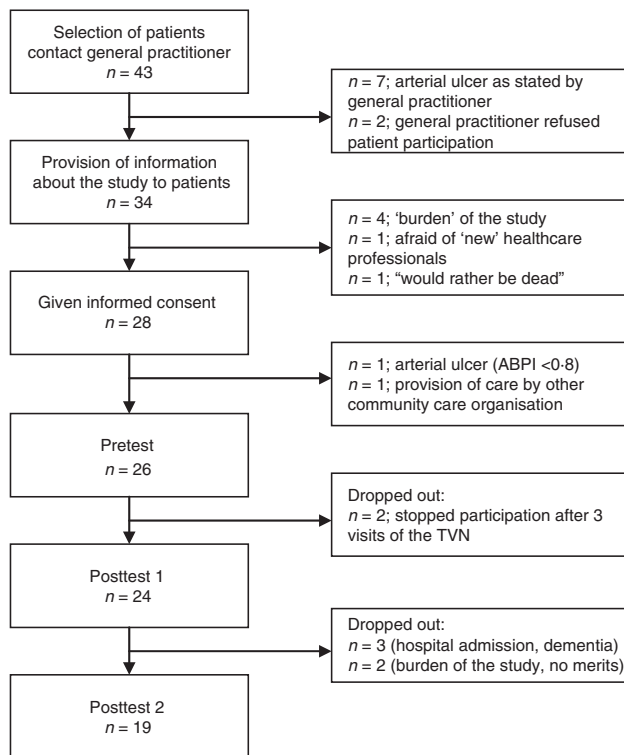 Selection of patients
contact general practitioner
n = 43
n = 7; arterial ulcer as stated by
general practitioner
n = 2; general practitioner refused
patient participation
Provision of information
about the study to patients
n = 34
n = 4; ‘burden’ of the study
n = 1; afraid of ‘new’ healthcare
professionals
n = 1; “would rather be dead”
Given informed consent
n = 28
n = 1; arterial ulcer (ABPI <0·8)
n = 1; provision of care by other
community care organisation
Pretest
n = 26
Dropped out:
n = 2; stopped participation after 3
visits of the TVN
Posttest 1
n = 24
Dropped out:
n = 3 (hospital admission, dementia)
n = 2 (burden of the study, no merits)
Posttest 2
n = 19